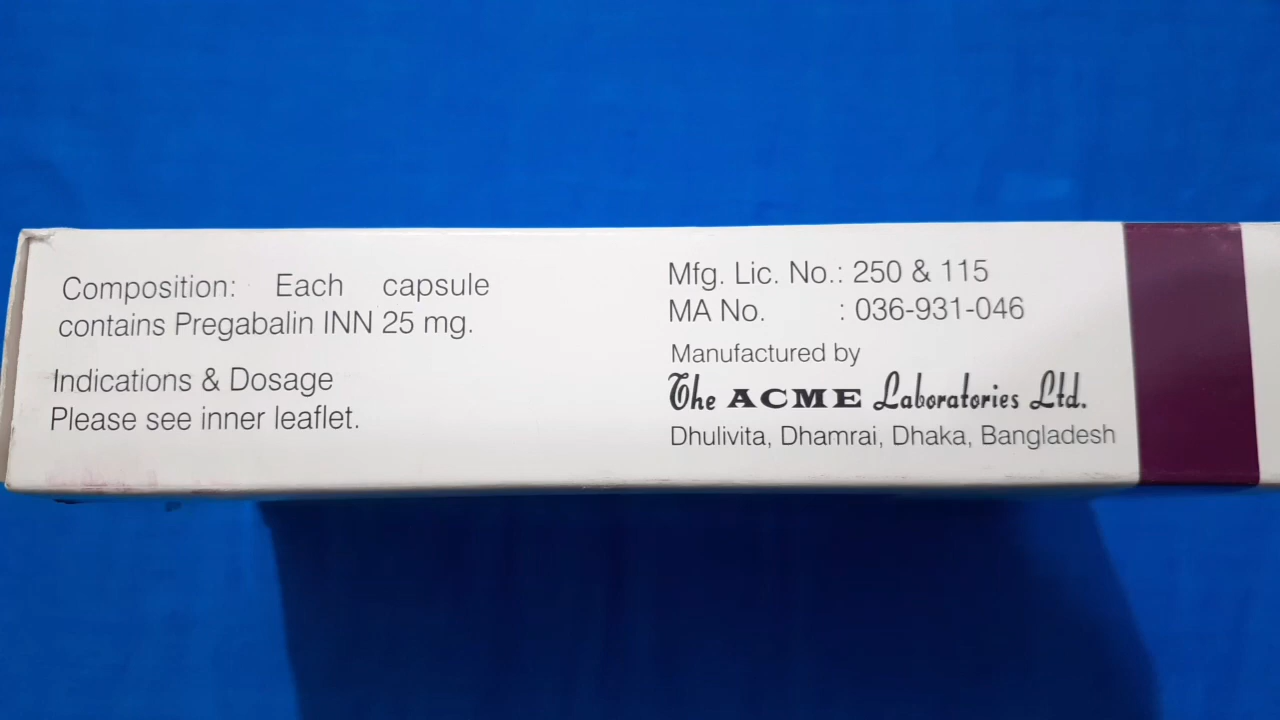 Composition: Each capsule
contains Pregabalin INN 25 mg.
Indications & Dosage
Please see inner leaflet.
Mfg. Lic. No.: 250 & 115
MA No. : 036-931-046
Manufactured by
The ACME Laboratories Ltd.
Dhulivita, Dhamrai, Dhaka, Bangladesh